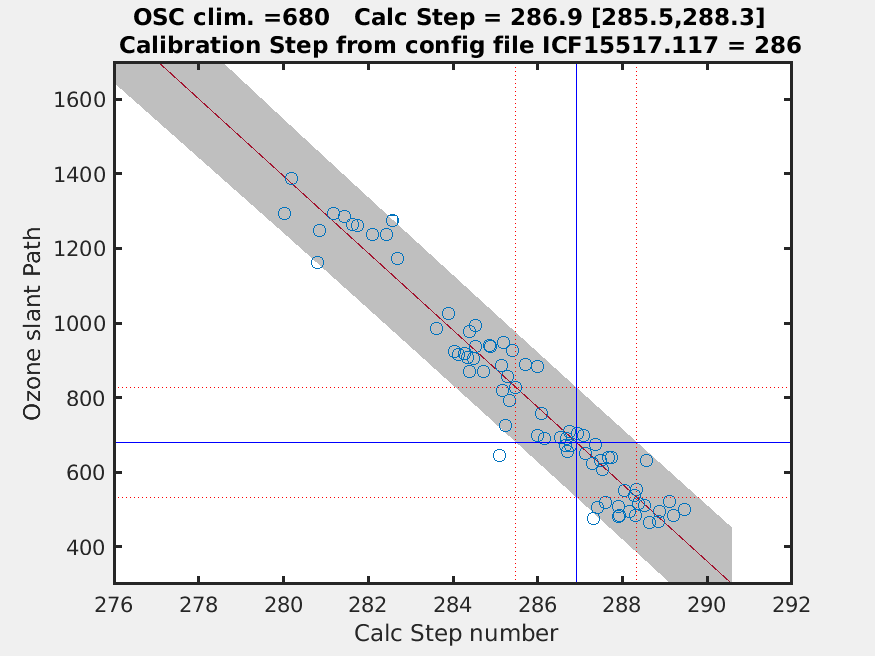 OSC clim. =680   Calc Step = 286.9 [285.5,288.3]
Calibration Step from config file ICF15517.117 = 286
1600
1400
1200
1000
800
600
400
Ozone slant Path
276 278 280 282 284 286 288 290 292
Calc Step number